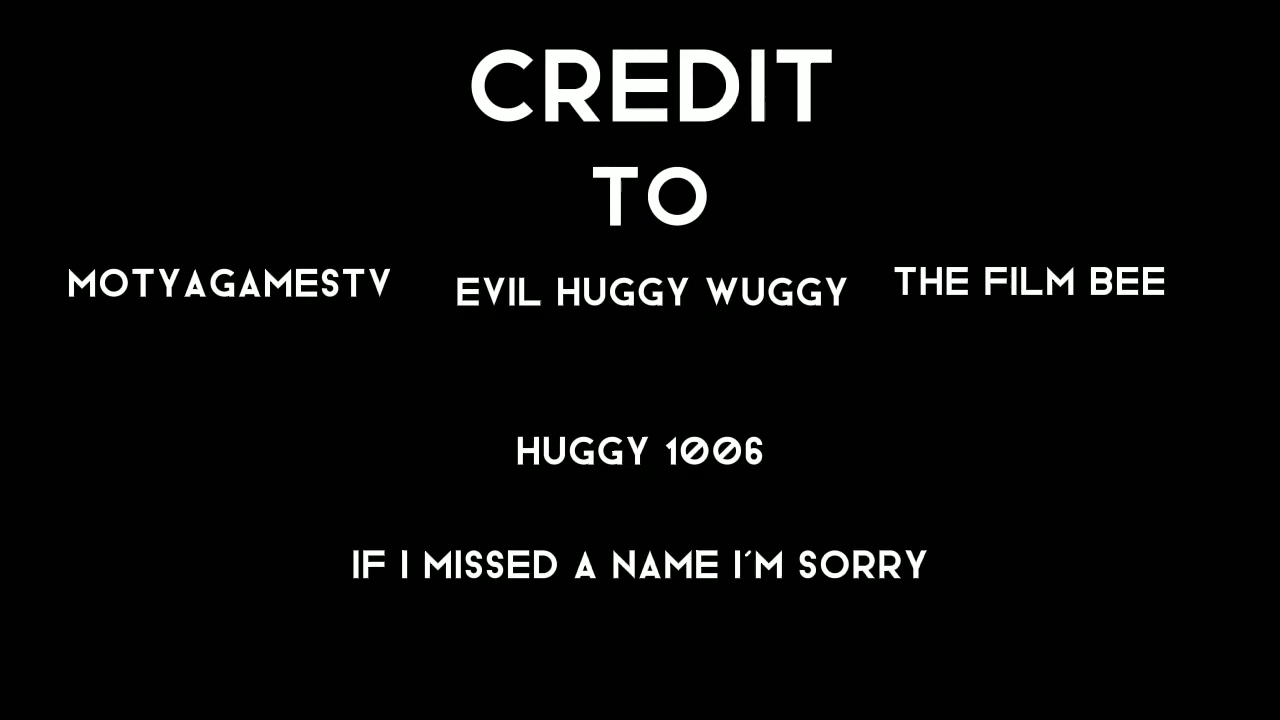 CREDIT
TO
MOTYAGAMESTV EVIL HUGGY WUGGY THE FILM BEE
HUGGY 1006
IF I MISSED A NAME I'M SORRY